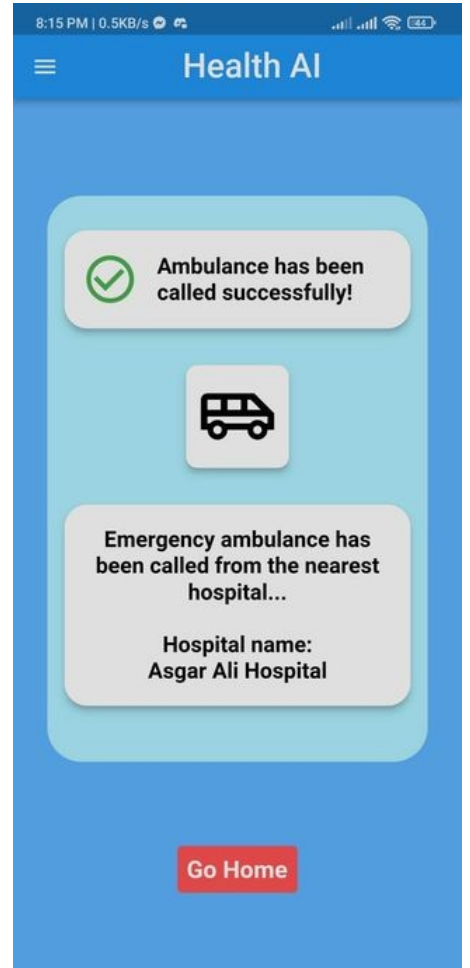 8:15 PM | 0.5KB/s
44
Health AI
Ambulance has been
called successfully!
Emergency ambulance has
been called from the nearest
hospital...
Hospital name:
Asgar Ali Hospital
Go Home